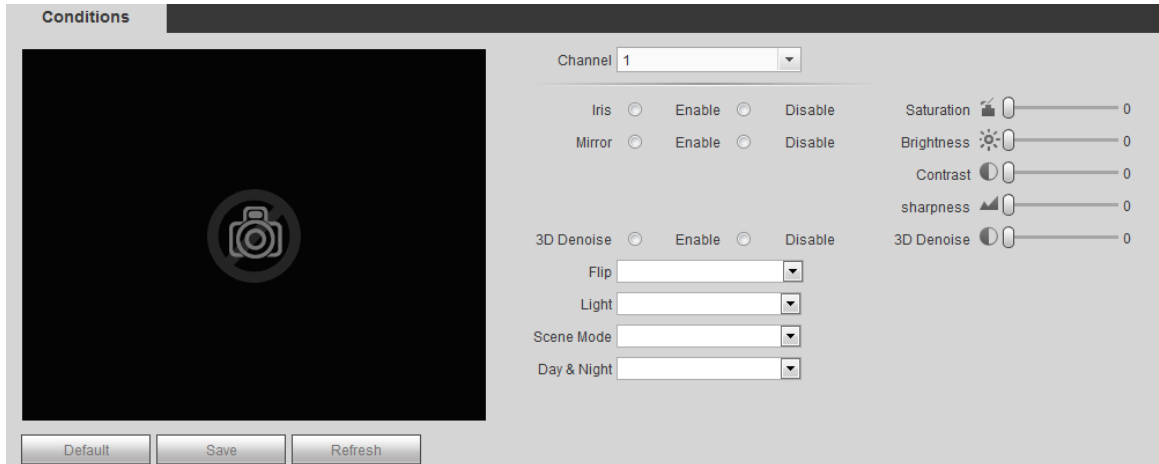 Conditions
Channel 1
Iris Enable Disable Saturation 0
Mirror Enable Disable Brightness 0
Contrast 0
sharpness 0
3D Denoise Enable Disable 3D Denoise 0
Flip
Light
Scene Mode
Day & Night
Default Save Refresh